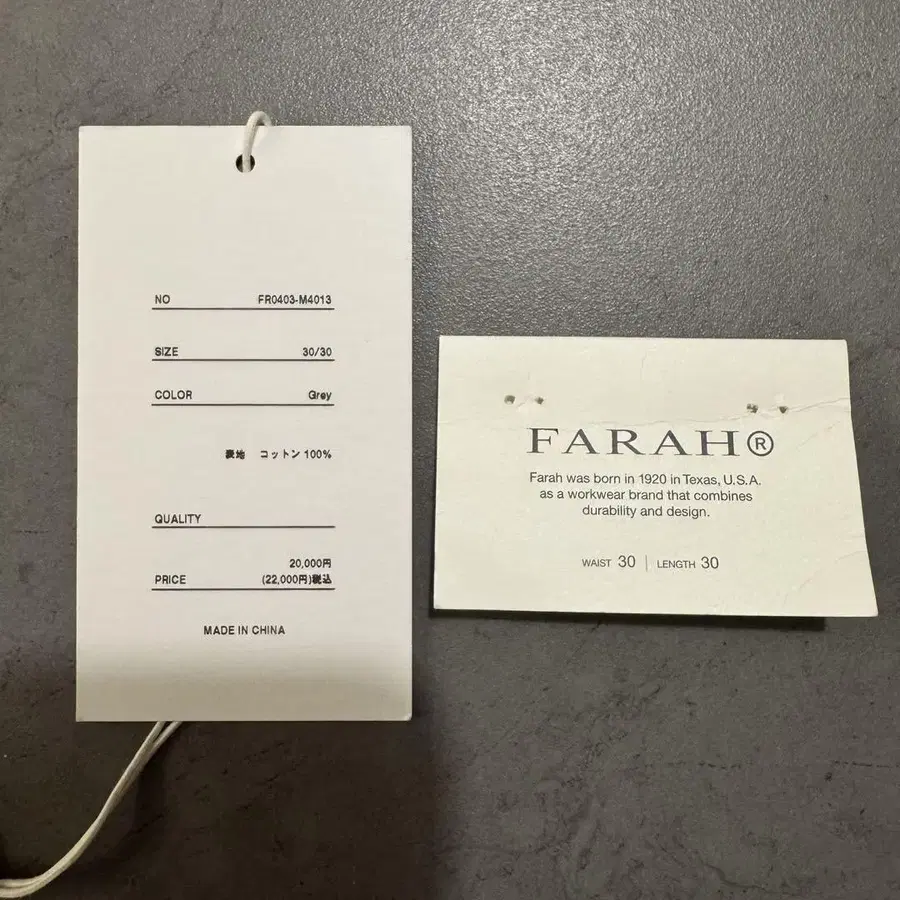 NO FR0403-M4013
SIZE 30/30
COLOR Grey
表地 コットン 100%
QUALITY
20,000円
PRICE (22,000円)税込
MADE IN CHINA
FARAH®
Farah was born in 1920 in Texas, U.S.A.
as a workwear brand that combines
durability and design.
WAIST 30 | LENGTH 30